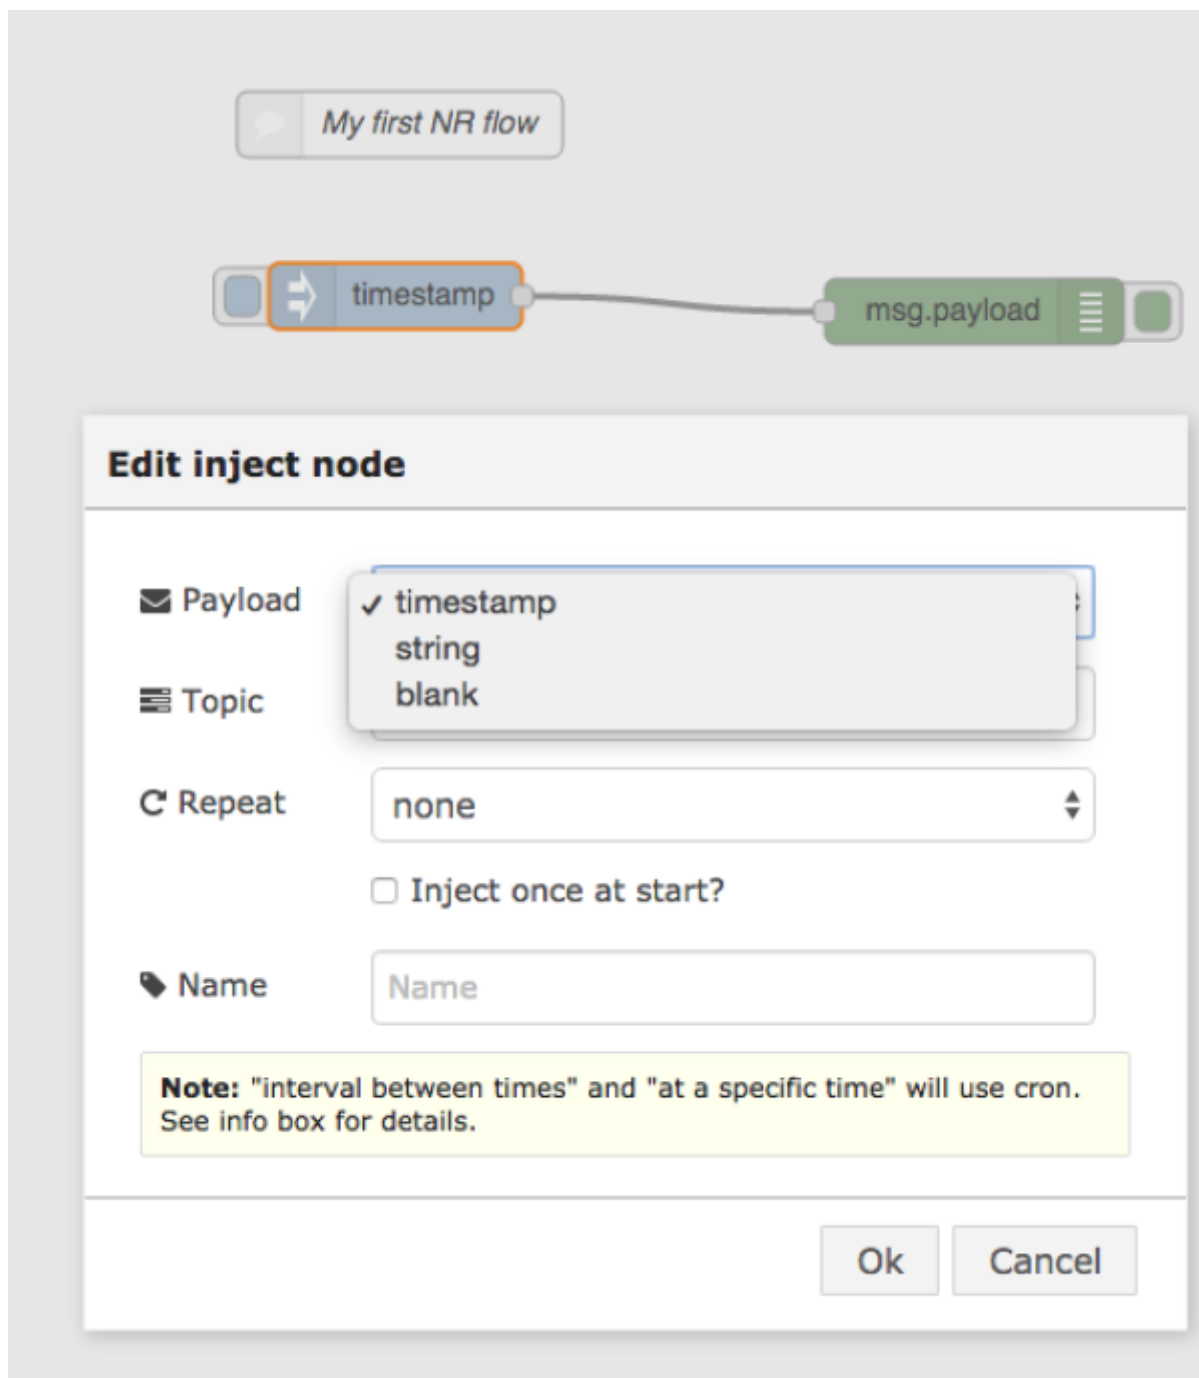 My first NR flow
timestamp
msg.payload
Edit inject node
Payload
timestamp
string
blank
Topic
Repeat
none
Inject once at start?
Name
Name
Note: "interval between times" and "at a specific time" will use cron.
See info box for details.
Ok
Cancel